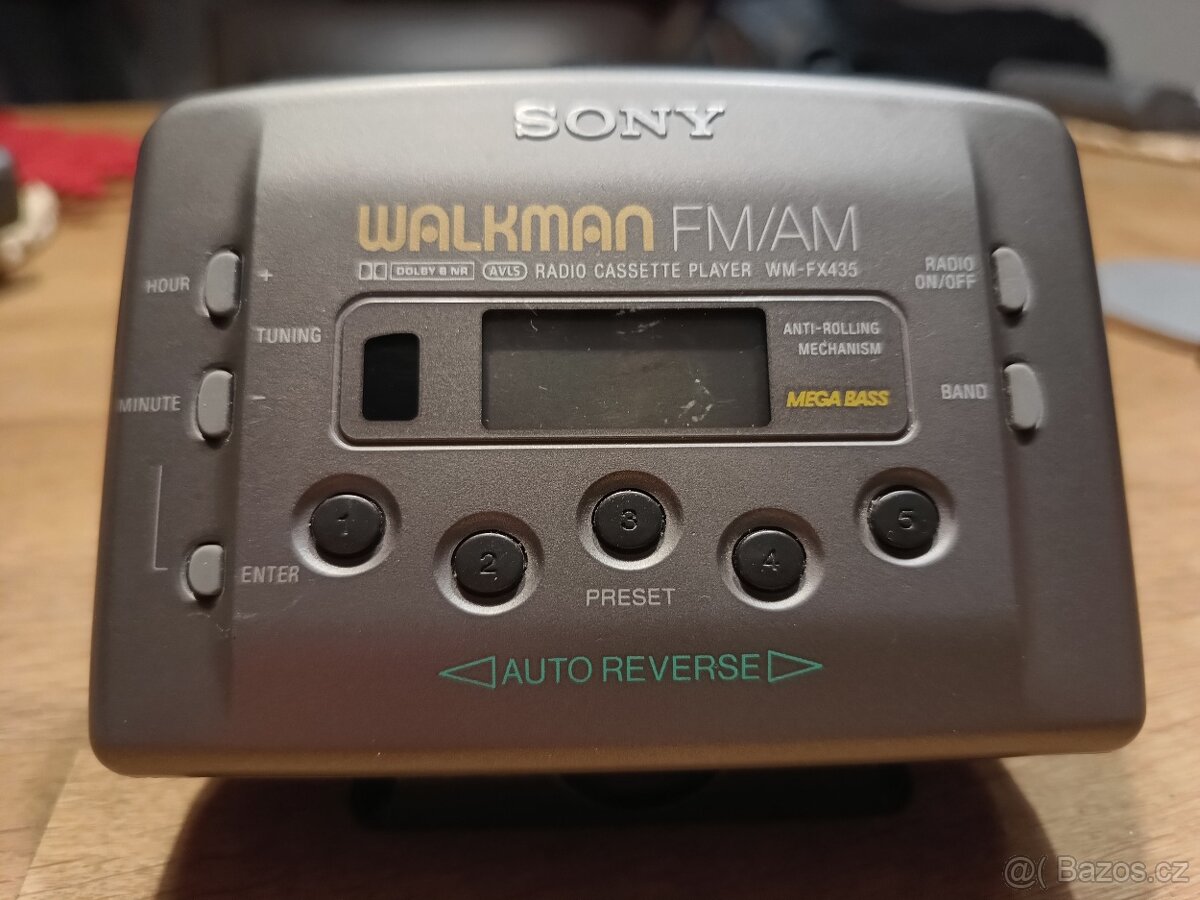 SONY
WALKMAN FM/AM
DOLBY B NR AVLS RADIO CASSETTE PLAYER WM-FX435
HOUR +
RADIO
ON/OFF
TUNING
ANTI-ROLLING
MECHANISM
MINUTE -
MEGA BASS
BAND
1
2
3
4
5
ENTER
PRESET
AUTO REVERSE
@( Bazos.cz